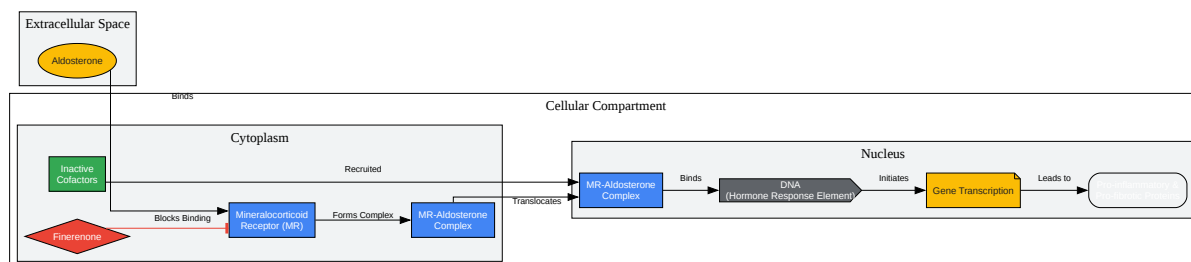 Extracellular Space
Aldosterone
Binds
Cellular Compartment
Cytoplasm
Inactive
Cofactors
Recruited
Finerenone
Blocks Binding
Mineralocorticoid
Receptor (MR)
Forms Complex
MR-Aldosterone
Complex
Translocates
Nucleus
MR-Aldosterone
Complex
Binds
DNA
(Hormone Response Element)
Initiates
Gene Transcription
Leads to